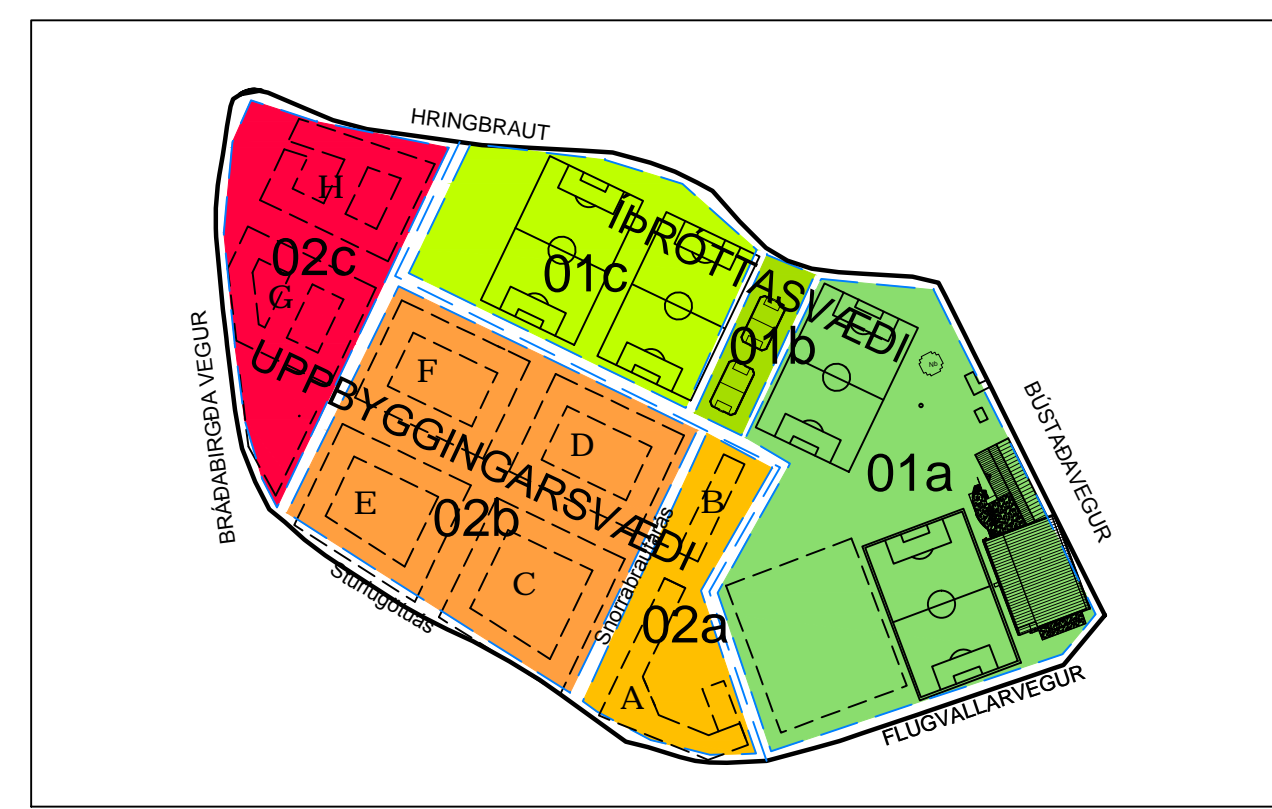 HRINGBRAUT
H
02c
G
ÍÞRÓTTASVÆÐI
01c
01b
BRÁÐABIRGÐA VEGUR
UPPBYGGINGARSVÆÐI
F
D
E
02b
C
B
01a
BÚSTAÐAVEGUR
Sturlugötuás
Snorrabrautarás
02a
A
FLUGVALLARVEGUR